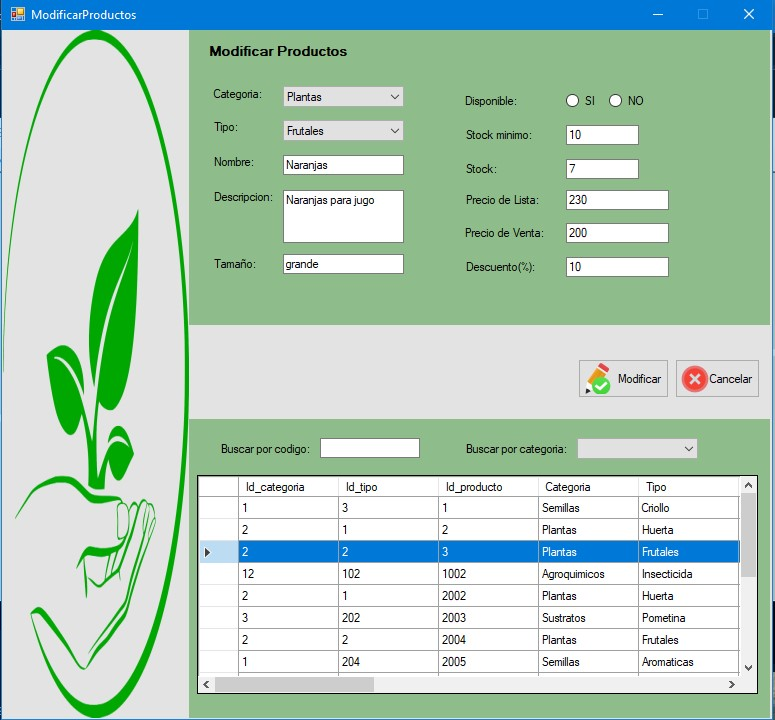 ModificarProductos
Modificar Productos
Categoria: Plantas
Tipo: Frutales
Nombre: Naranjas
Descripcion: Naranjas para jugo
Tamaño: grande
Disponible: SI NO
Stock minimo: 10
Stock: 7
Precio de Lista: 230
Precio de Venta: 200
Descuento(%): 10
Modificar Cancelar
Buscar por codigo: Buscar por categoria:
Id_categoria Id_tipo Id_producto Categoria Tipo
1 3 1 Semillas Criollo
2 1 2 Plantas Huerta
2 2 3 Plantas Frutales
12 102 1002 Agroquimicos Insecticida
2 1 2002 Plantas Huerta
3 202 2003 Sustratos Pometina
2 2 2004 Plantas Frutales
1 204 2005 Semillas Aromaticas